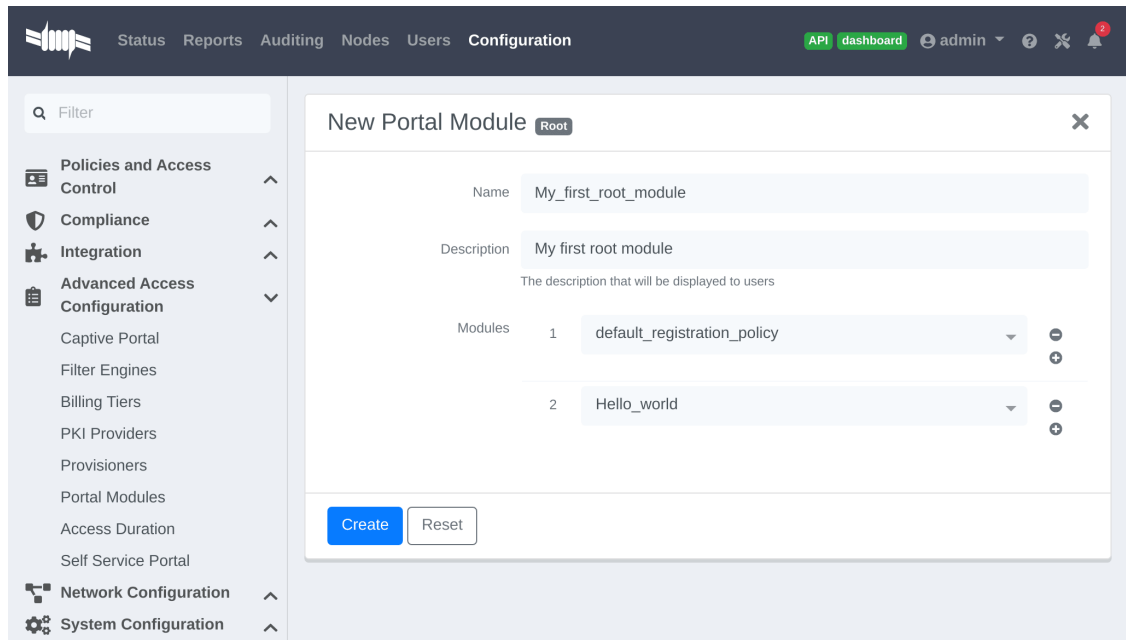 Status Reports Auditing Nodes Users Configuration API dashboard admin 2
Filter
Policies and Access
Control
Compliance
Integration
Advanced Access
Configuration
Captive Portal
Filter Engines
Billing Tiers
PKI Providers
Provisioners
Portal Modules
Access Duration
Self Service Portal
Network Configuration
System Configuration
New Portal Module Root
Name My_first_root_module
Description My first root module
The description that will be displayed to users
Modules 1 default_registration_policy
2 Hello_world
Create Reset